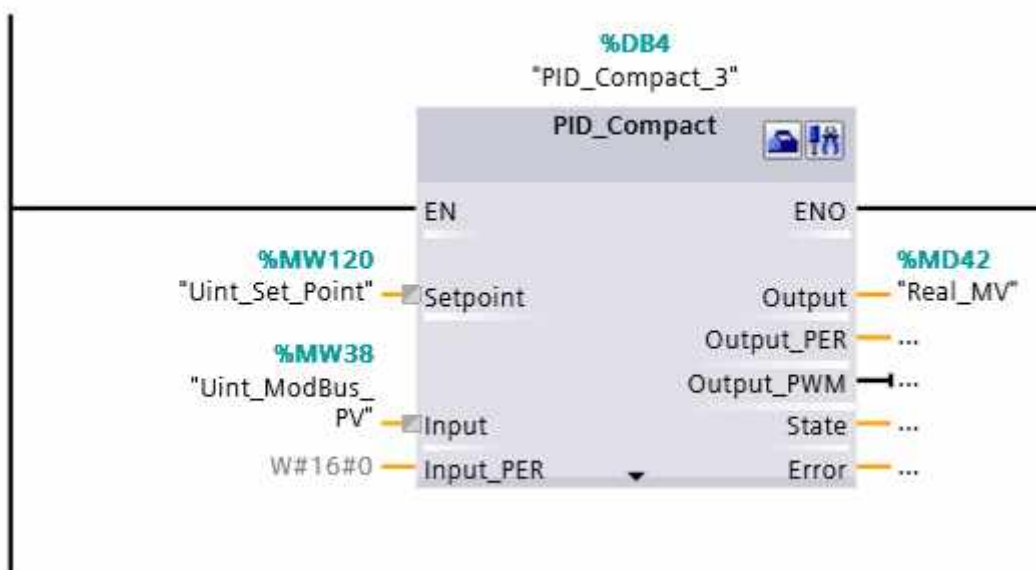 %DB4
"PID_Compact_3"
PID_Compact
EN ENO
%MW120 %MD42
"Uint_Set_Point" Setpoint Output "Real_MV"
Output_PER ...
%MW38
"Uint_ModBus_
Output_PWM ...
PV" Input State ...
W#16#0 Input_PER Error ...